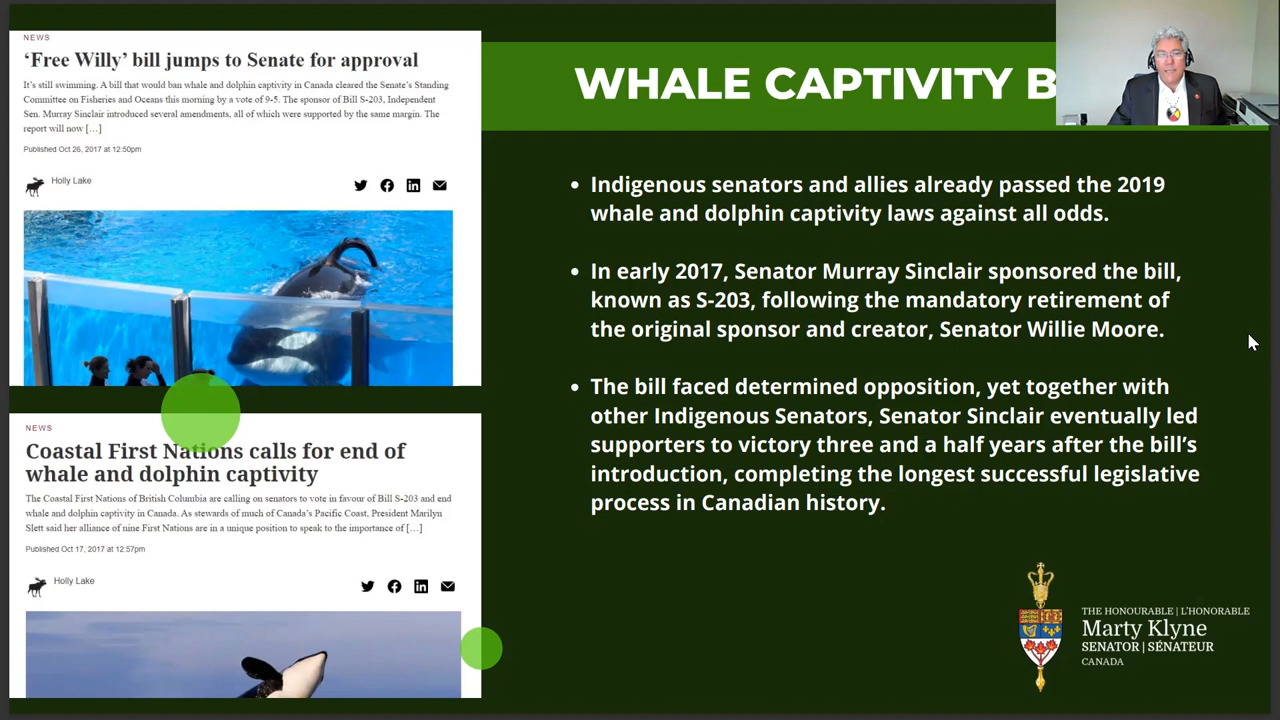 NEWS
‘Free Willy’ bill jumps to Senate for approval
It’s still swimming. A bill that would ban whale and dolphin captivity in Canada cleared the Senate’s Standing
Committee on Fisheries and Oceans this morning by a vote of 9-5. The sponsor of Bill S-203, Independent
Sen. Murray Sinclair introduced several amendments, all of which were supported by the same margin. The
report will now […]
Published Oct 26, 2017 at 12:50pm
Holly Lake
NEWS
Coastal First Nations calls for end of
whale and dolphin captivity
The Coastal First Nations of British Columbia are calling on senators to vote in favour of Bill S-203 and end
whale and dolphin captivity in Canada. As stewards of much of Canada’s Pacific Coast, President Marilyn
Slett said her alliance of nine First Nations are in a unique position to speak to the importance of […]
Published Oct 17, 2017 at 12:57pm
Holly Lake
WHALE CAPTIVITY B
• Indigenous senators and allies already passed the 2019
whale and dolphin captivity laws against all odds.
• In early 2017, Senator Murray Sinclair sponsored the bill,
known as S-203, following the mandatory retirement of
the original sponsor and creator, Senator Willie Moore.
• The bill faced determined opposition, yet together with
other Indigenous Senators, Senator Sinclair eventually led
supporters to victory three and a half years after the bill’s
introduction, completing the longest successful legislative
process in Canadian history.
THE HONOURABLE | L’HONORABLE
Marty Klyne
SENATOR | SÉNATEUR
CANADA